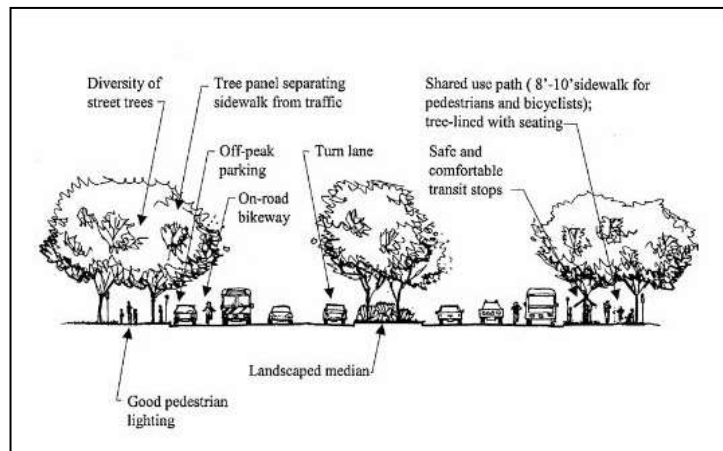 Diversity of
street trees
Tree panel separating
sidewalk from traffic
Shared use path ( 8'-10'sidewalk for
pedestrians and bicyclists);
tree-lined with seating
Off-peak
parking
Turn lane
Safe and
comfortable
transit stops
On-road
bikeway
Landscaped median
Good pedestrian
lighting